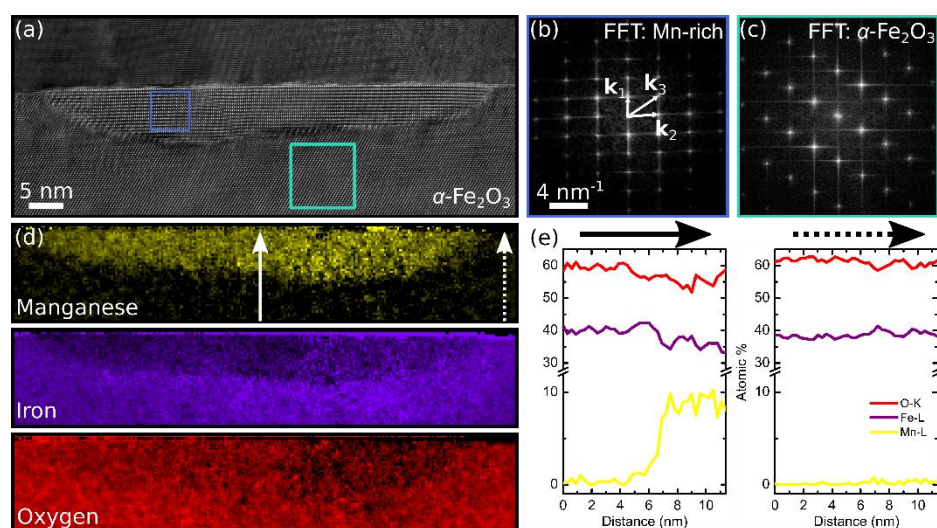 (a)
5 nm
α-Fe₂O₃
(b) FFT: Mn-rich
k₁
k₃
k₂
4 nm⁻¹
(c) FFT: α-Fe₂O₃
(d)
Manganese
Iron
Oxygen
(e)
60
50
40
30
10
0
0 2 4 6 8 10
Distance (nm)
Atomic %
60
50
40
30
10
0
O-K
Fe-L
Mn-L
0 2 4 6 8 10
Distance (nm)